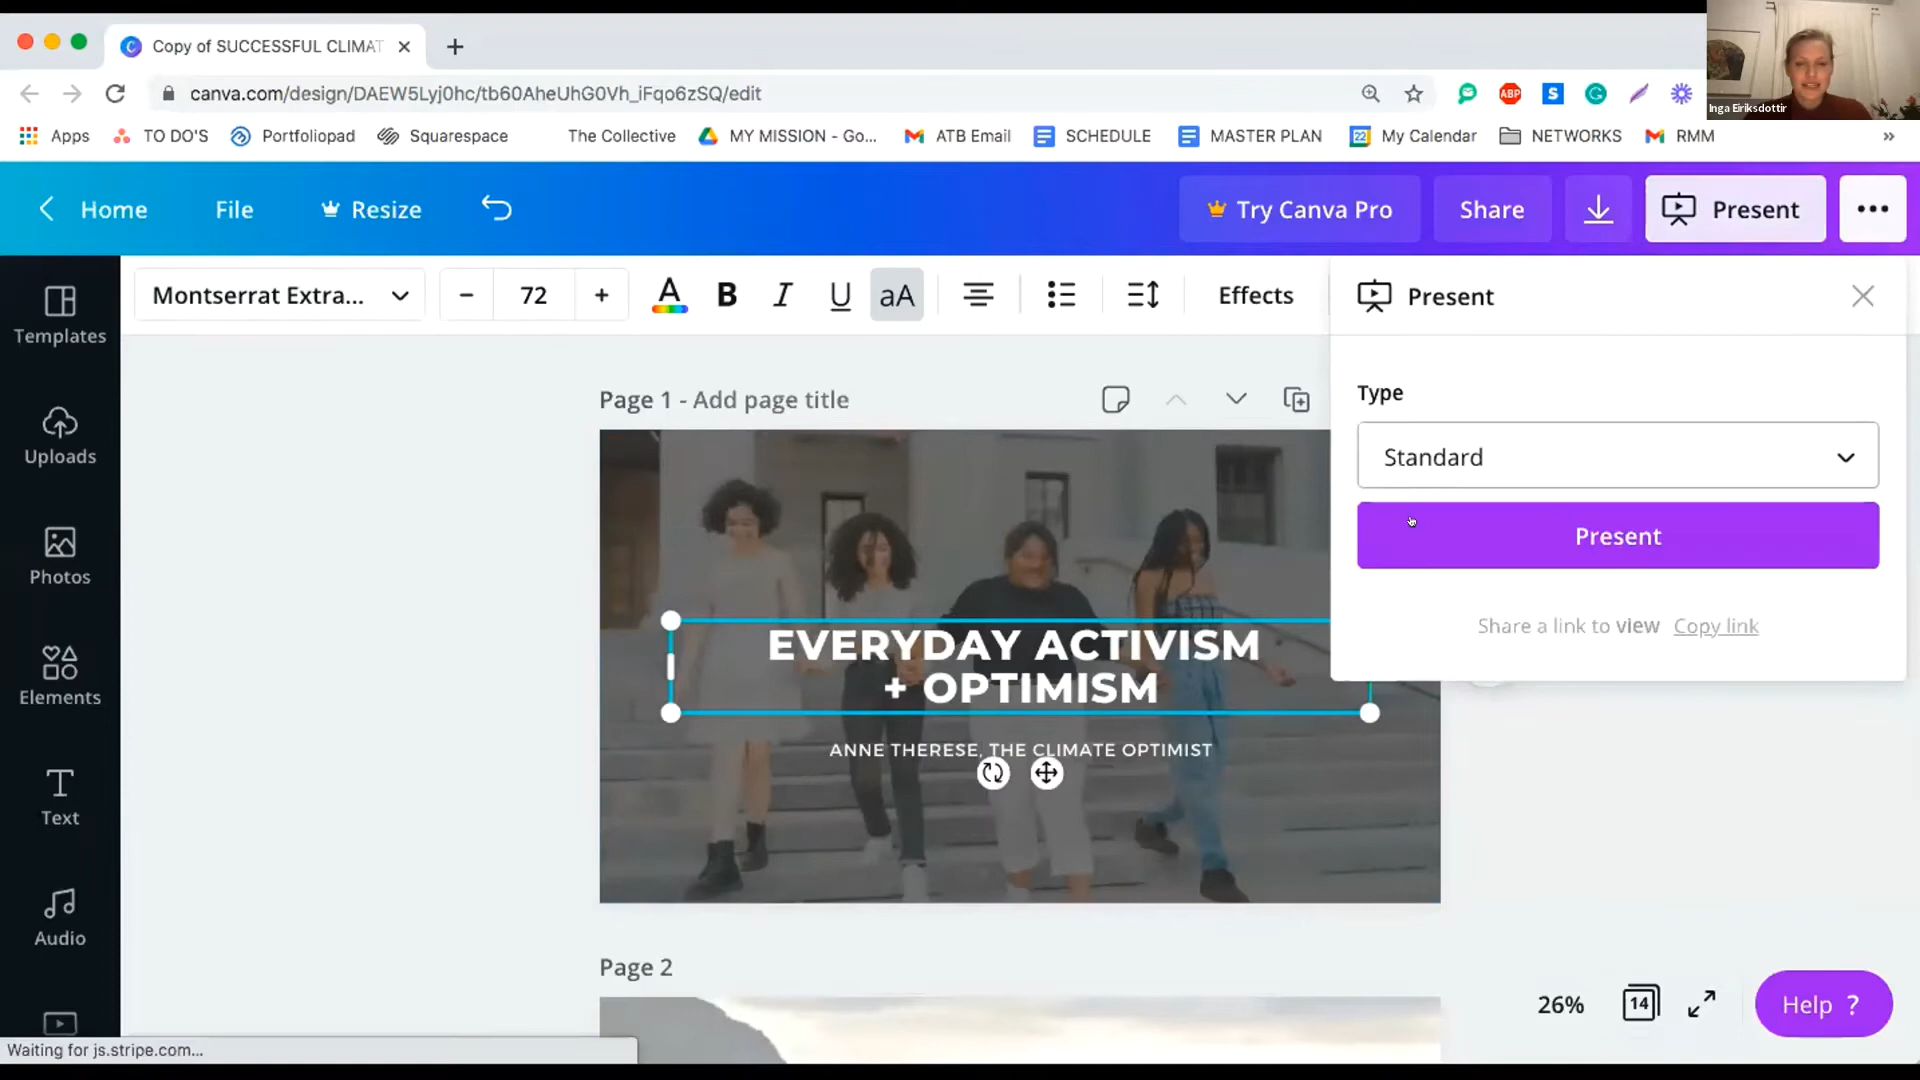 Copy of SUCCESSFUL CLIMAT
canva.com/design/DAEW5Lyj0hc/tb60AheUhG0Vh_iFqo6zSQ/edit
ABP
S
Inga Eiriksdottir
Apps TO DO'S Portfoliopad Squarespace The Collective MY MISSION - Go... ATB Email SCHEDULE MASTER PLAN 22 My Calendar NETWORKS RMM »
Home File Resize Try Canva Pro Share Present
Montserrat Extra... − 72 + A B I U aA Effects
Present
Templates
Uploads
Photos
Elements
Text
Audio
Page 1 - Add page title
Type
Standard
Present
Share a link to view Copy link
EVERYDAY ACTIVISM
+ OPTIMISM
ANNE THERESE, THE CLIMATE OPTIMIST
Page 2
26% 14 Help ?
Waiting for js.stripe.com...